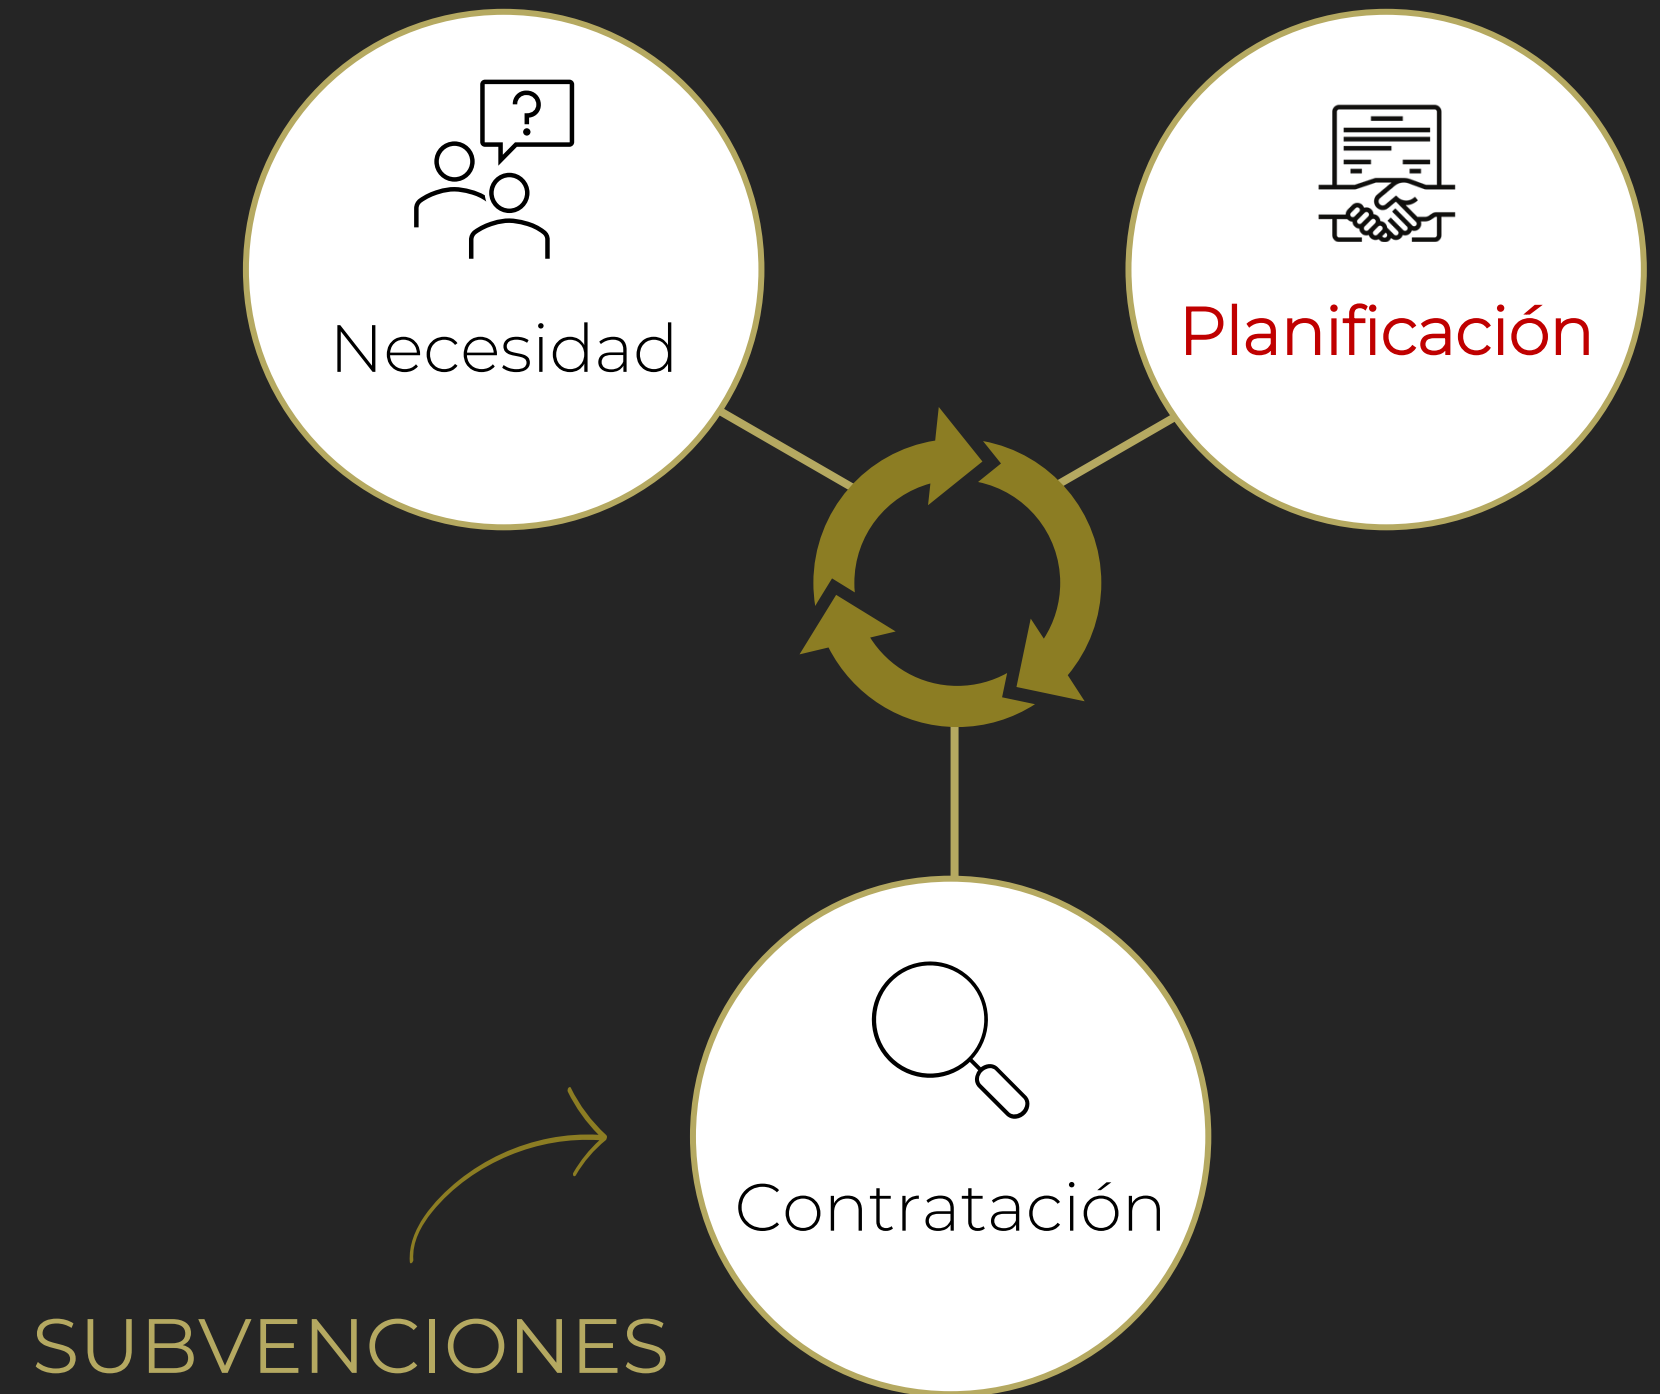 ?
Necesidad
Planificación
Contratación
SUBVENCIONES